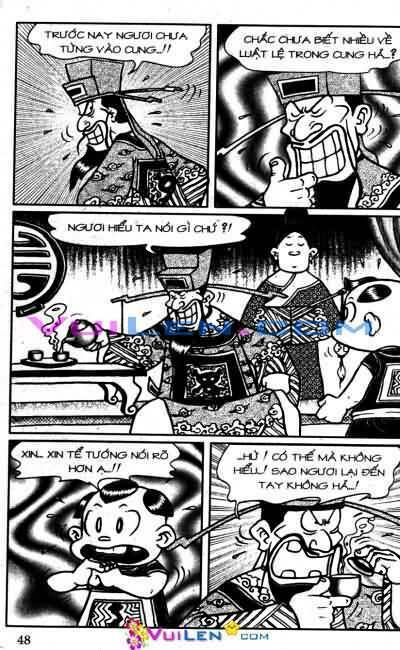 TRƯỚC NAY NGƯƠI CHƯA
TỪNG VÀO CUNG...!!
CHẮC CHƯA BIẾT NHIỀU VỀ
LUẬT LỆ TRONG CUNG HẢ...?
NGƯƠI HIỂU TA NÓI GÌ CHỨ ?!
VUILEN.COM
XIN.. XIN TỂ TƯỚNG NÓI RÕ
HƠN Ạ...!!
..HỪ ! CÓ THẾ MÀ KHÔNG
HIỂU..! SAO NGƯƠI LẠI ĐẾN
TAY KHÔNG HẢ...!
48
VUILEN.COM